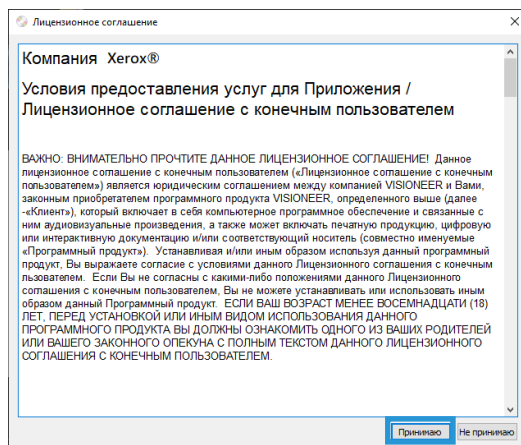 Лицензионное соглашение
Компания Xerox®
Условия предоставления услуг для Приложения /
Лицензионное соглашение с конечным пользователем
ВАЖНО: ВНИМАТЕЛЬНО ПРОЧТИТЕ ДАННОЕ ЛИЦЕНЗИОННОЕ СОГЛАШЕНИЕ! Данное
лицензионное соглашение с конечным пользователем («Лицензионное соглашение с конечным
пользователем») является юридическим соглашением между компанией VISIONEER и Вами,
законным приобретателем программного продукта VISIONEER, определенного выше (далее
-«Клиент»), который включает в себя компьютерное программное обеспечение и связанные с
ним аудиовизуальные произведения, а также может включать печатную продукцию, цифровую
или интерактивную документацию и/или соответствующий носитель (совместно именуемые
«Программный продукт»). Устанавливая и/или иным образом используя данный программный
продукт, Вы выражаете согласие с условиями данного Лицензионного соглашения с конечным
льзователем. Если Вы не согласны с какими-либо положениями данного Лицензионного
соглашения с конечным пользователем, Вы не можете устанавливать или использовать иным
образом данный Программный продукт. ЕСЛИ ВАШ ВОЗРАСТ МЕНЕЕ ВОСЕМНАДЦАТИ (18)
ЛЕТ, ПЕРЕД УСТАНОВКОЙ ИЛИ ИНЫМ ВИДОМ ИСПОЛЬЗОВАНИЯ ДАННОГО
ПРОГРАММНОГО ПРОДУКТА ВЫ ДОЛЖНЫ ОЗНАКОМИТЬ ОДНОГО ИЗ ВАШИХ РОДИТЕЛЕЙ
ИЛИ ВАШЕГО ЗАКОННОГО ОПЕКУНА С ПОЛНЫМ ТЕКСТОМ ДАННОГО ЛИЦЕНЗИОННОГО
СОГЛАШЕНИЯ С КОНЕЧНЫМ ПОЛЬЗОВАТЕЛЕМ.
Принимаю Не принимаю